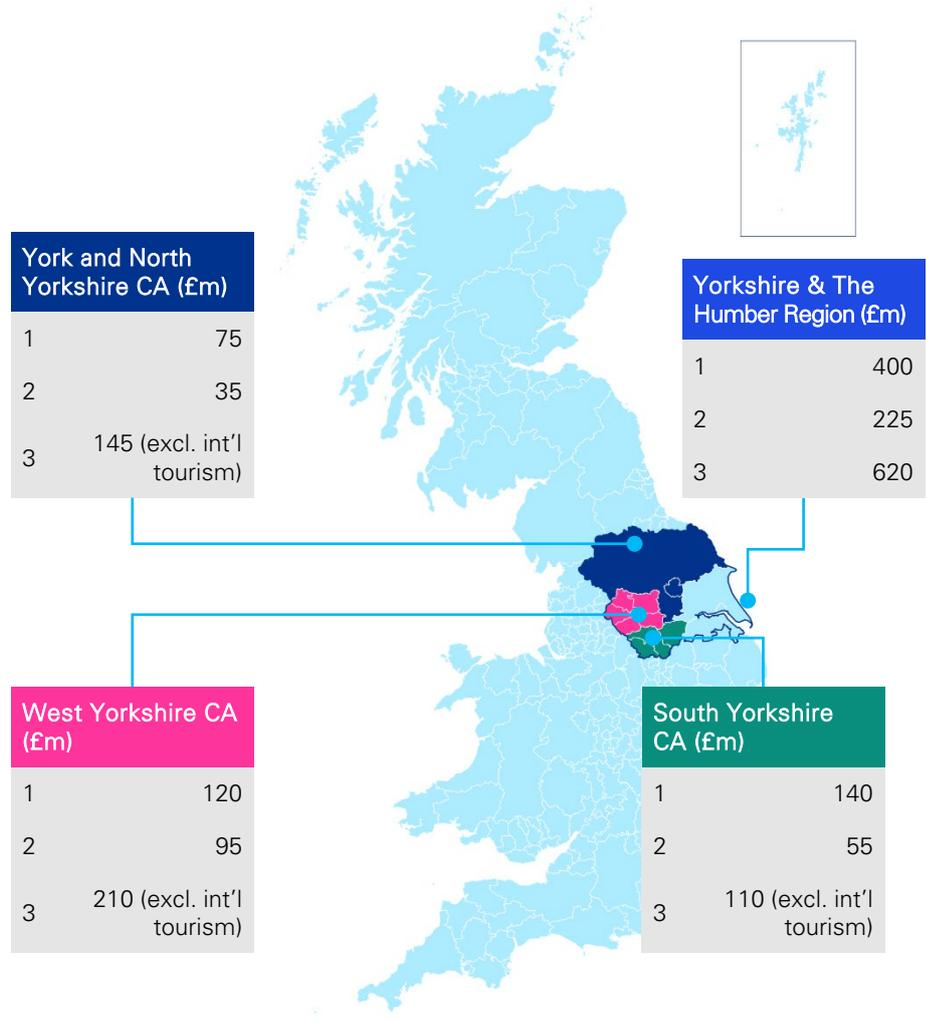 York and North
Yorkshire CA (£m)
1 75
2 35
3 145 (excl. int'l
tourism)
Yorkshire & The
Humber Region (£m)
1 400
2 225
3 620
West Yorkshire CA
(£m)
1 120
2 95
3 210 (excl. int'l
tourism)
South Yorkshire
CA (£m)
1 140
2 55
3 110 (excl. int'l
tourism)